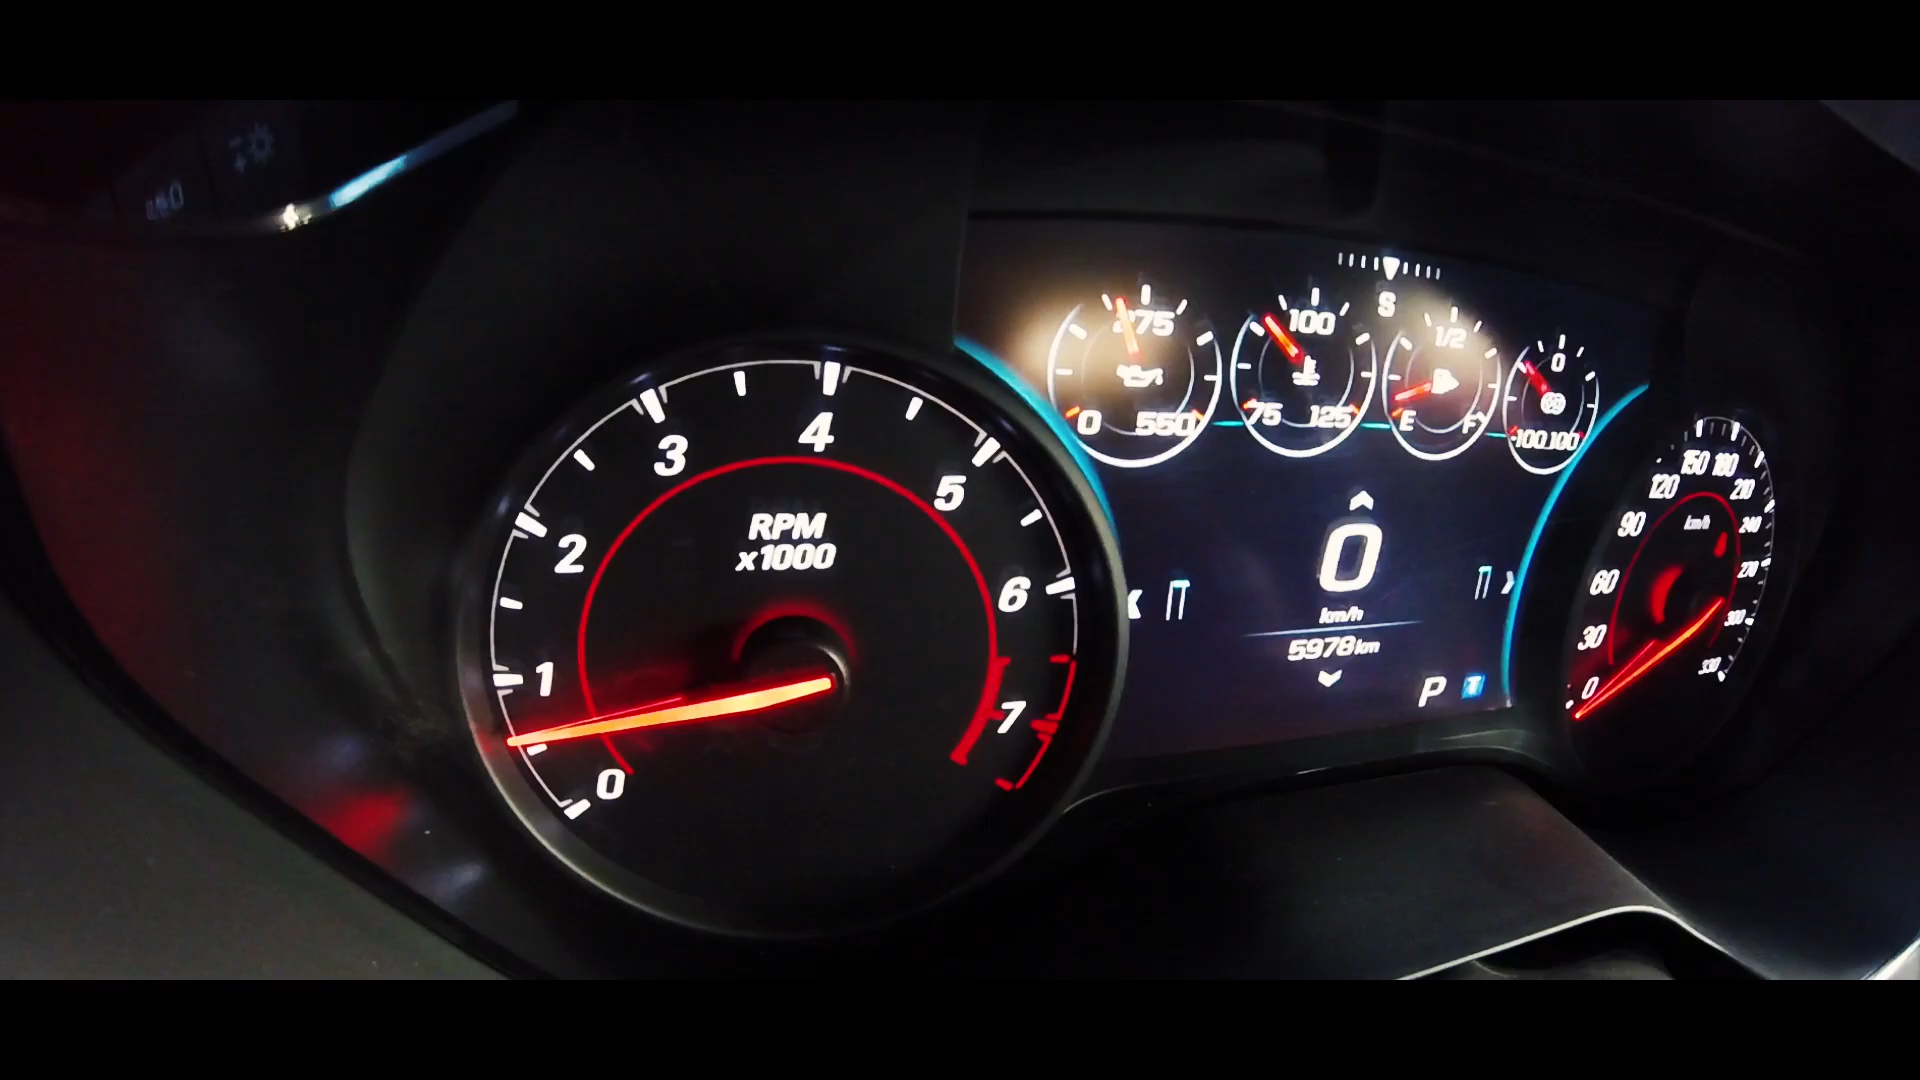 0 1 2 3 4 5 6 7
RPM
x1000
275
0 550
100
75 125
S
1/2
E F
0
-100 100
0
km/h
5978 km
P
0 30 60 90 120 150 180 210 240 270 300 330
km/h